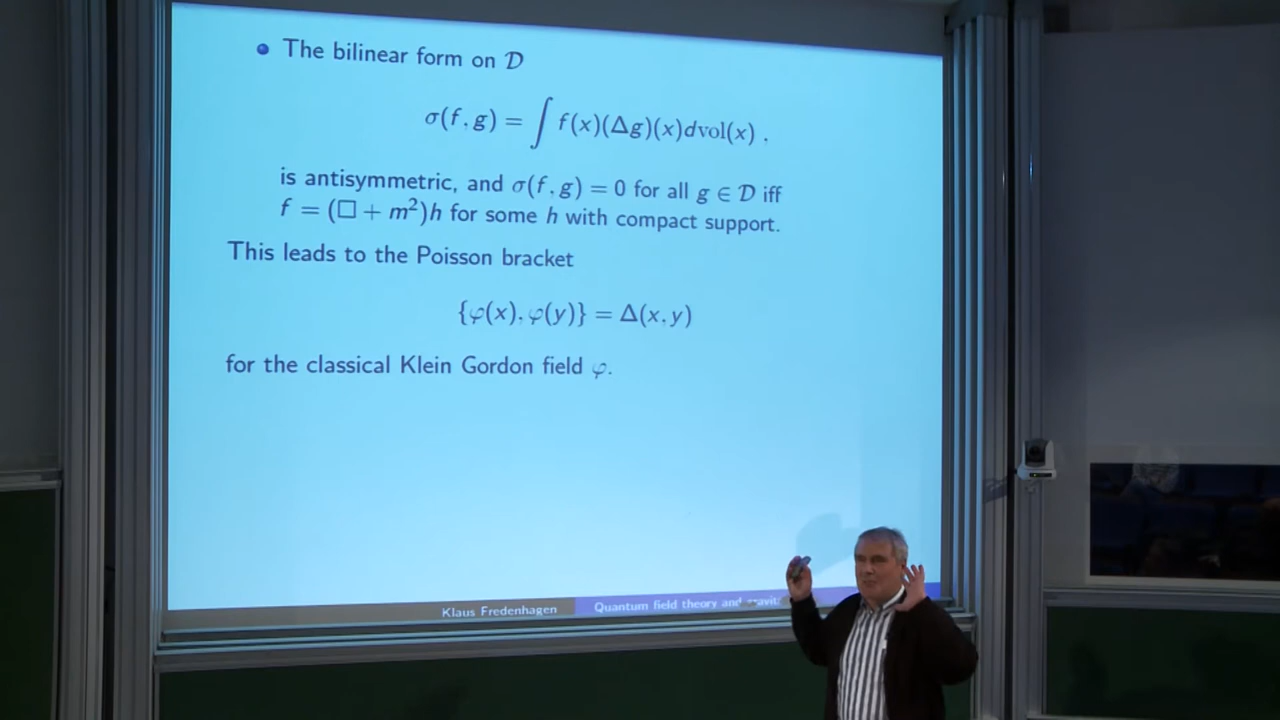 The bilinear form on 𝒟
σ(f, g) = ∫ f(x)(Δg)(x)dvol(x) .
is antisymmetric, and σ(f, g) = 0 for all g ∈ 𝒟 iff
f = (□ + m²)h for some h with compact support.
This leads to the Poisson bracket
{φ(x), φ(y)} = Δ(x, y)
for the classical Klein Gordon field φ.
Klaus Fredenhagen
Quantum field theory and